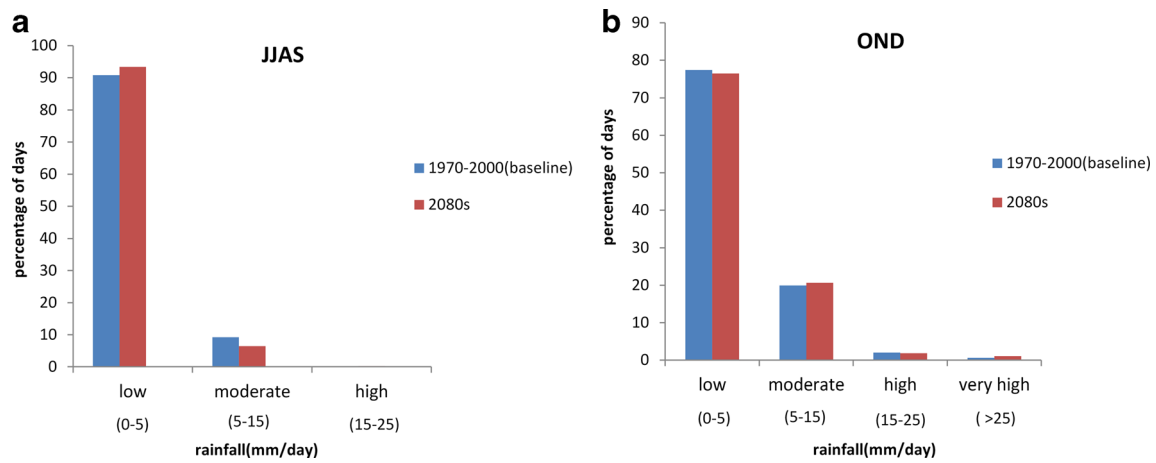 a
JJAS
100
90
80
70
60
50
40
30
20
10
0
percentage of days
1970-2000(baseline)
2080s
low
moderate
high
(0-5)
(5-15)
(15-25)
rainfall(mm/day)
b
OND
90
80
70
60
50
40
30
20
10
0
percentage of days
1970-2000(baseline)
2080s
low
moderate
high
very high
(0-5)
(5-15)
(15-25)
( >25)
rainfall(mm/day)